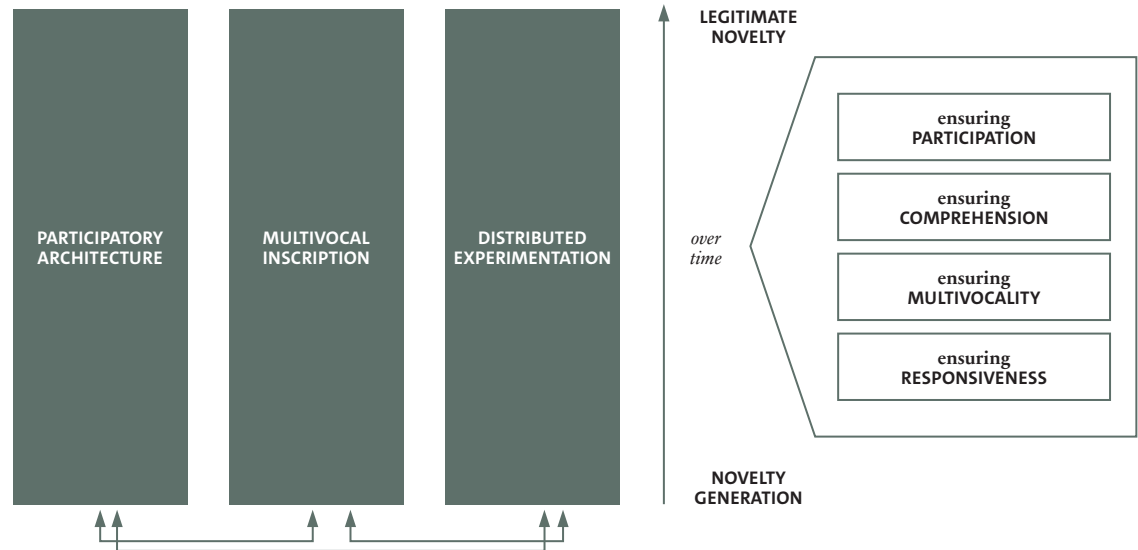 PARTICIPATORY
ARCHITECTURE
MULTIVOCAL
INSCRIPTION
DISTRIBUTED
EXPERIMENTATION
LEGITIMATE
NOVELTY
over
time
NOVELTY
GENERATION
ensuring
PARTICIPATION
ensuring
COMPREHENSION
ensuring
MULTIVOCALITY
ensuring
RESPONSIVENESS